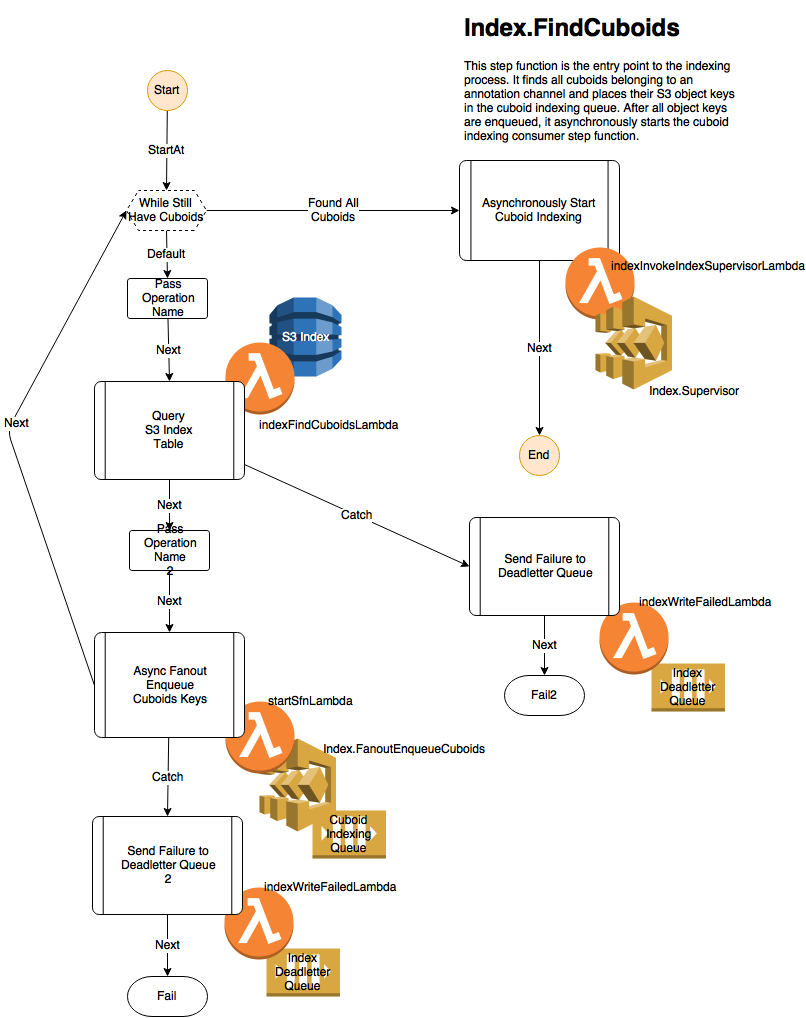 Index.FindCuboids
This step function is the entry point to the indexing
process. It finds all cuboids belonging to an
annotation channel and places their S3 object keys
in the cuboid indexing queue. After all object keys
are enqueued, it asynchronously starts the cuboid
indexing consumer step function.
Start
StartAt
While Still
Have Cuboids
Found All
Cuboids
Asynchronously Start
Cuboid Indexing
indexInvokeIndexSupervisorLambda
Index.Supervisor
Next
End
Default
Pass
Operation
Name
Next
S3 Index
indexFindCuboidsLambda
Query
S3 Index
Table
Next
Next
Catch
Pass
Operation
Name
2
Next
Send Failure to
Deadletter Queue
indexWriteFailedLambda
Index
Deadletter
Queue
Next
Fail2
Async Fanout
Enqueue
Cuboids Keys
startSfnLambda
Index.FanoutEnqueueCuboids
Cuboid
Indexing
Queue
Catch
Send Failure to
Deadletter Queue
2
indexWriteFailedLambda
Index
Deadletter
Queue
Next
Fail